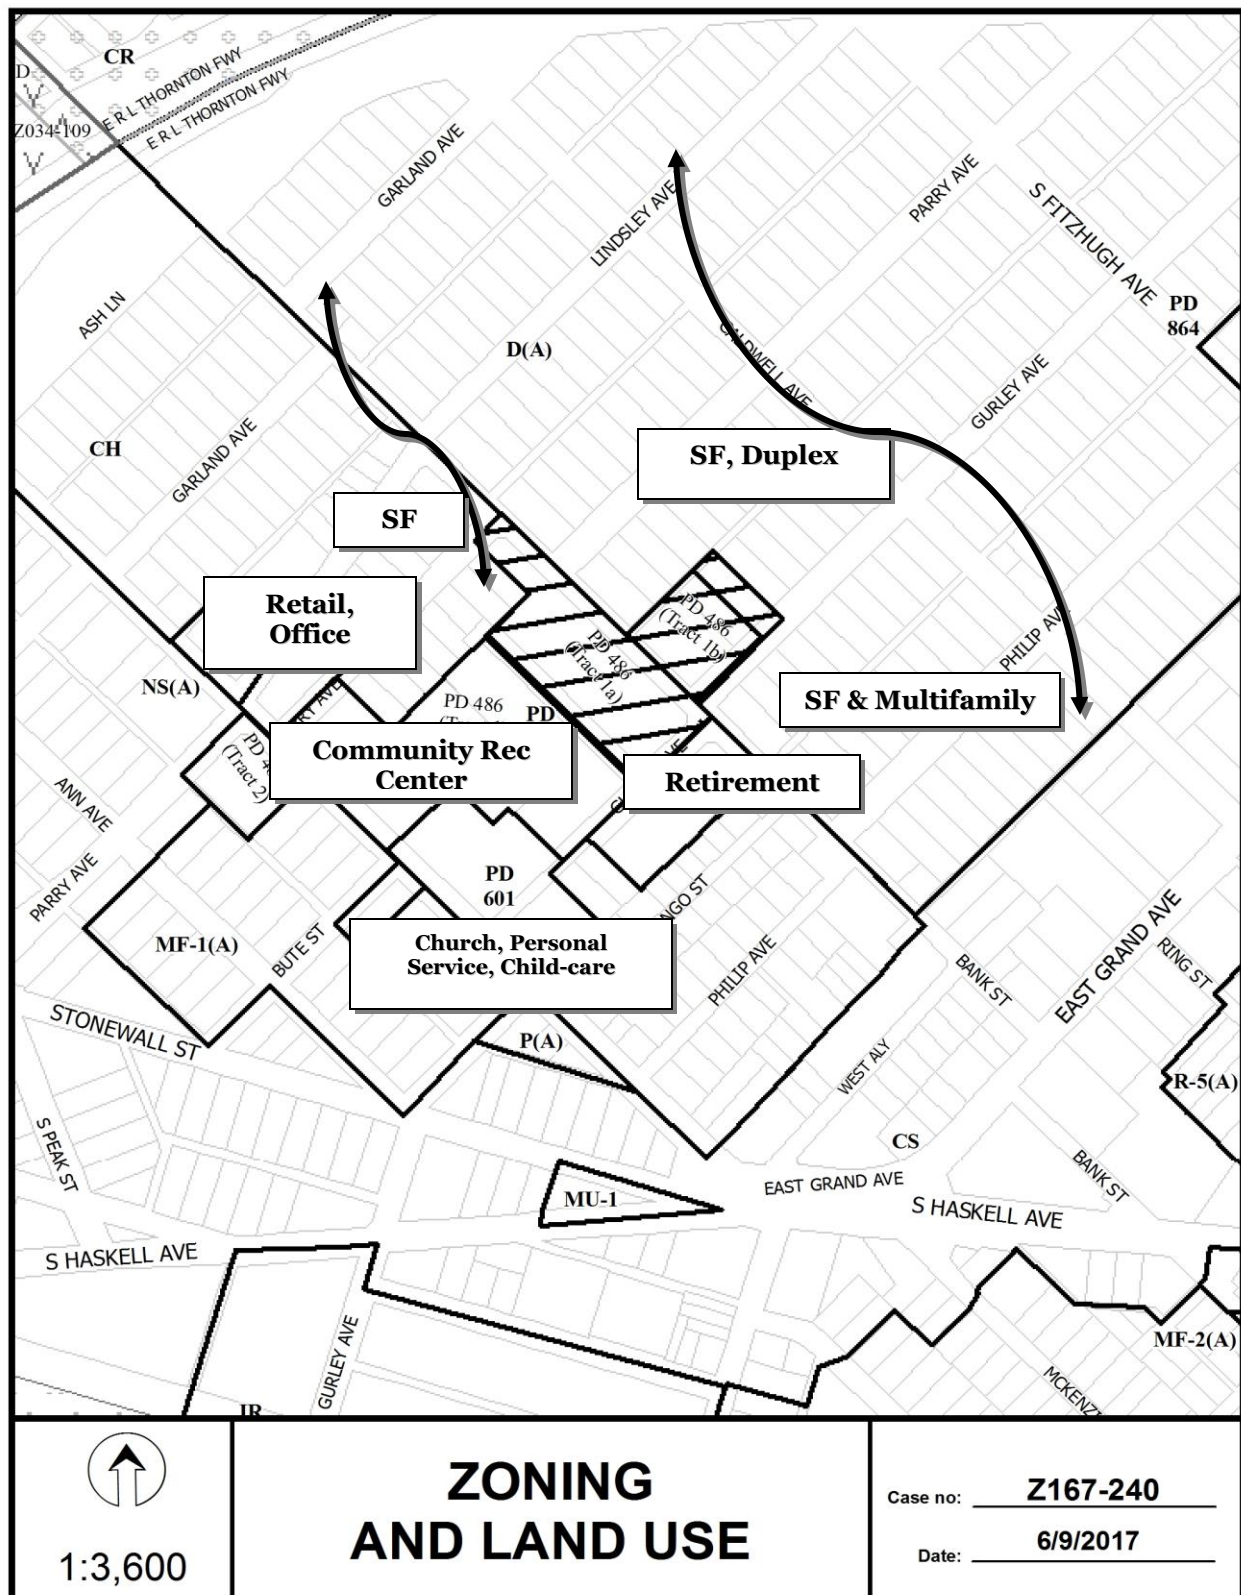 CR
E R L THORNTON FWY
E R L THORNTON FWY
D
Z034-109
GARLAND AVE
LINDSLEY AVE
PARRY AVE
S FITZHUGH AVE
PD
864
ASH LN
D(A)
CALDWELL AVE
GURLEY AVE
CH
GARLAND AVE
SF, Duplex
SF
Retail,
Office
PD 486
(Tract 1b)
PD 486
(Tract 1a)
PHILIP AVE
NS(A)
PD 486
PD
SF & Multifamily
(Tract 2)
Community Rec
Center
Retirement
ANN AVE
PARRY AVE
PD
601
MF-1(A)
BUTE ST
Church, Personal
Service, Child-care
PHILIP AVE
BANK ST
EAST GRAND AVE
RING ST
STONEWALL ST
P(A)
WEST ALY
R-5(A)
S PEAK ST
CS
BANK ST
MU-1
EAST GRAND AVE
S HASKELL AVE
S HASKELL AVE
GURLEY AVE
MF-2(A)
IR
1:3,600
ZONING
AND LAND USE
Case no: Z167-240
Date: 6/9/2017